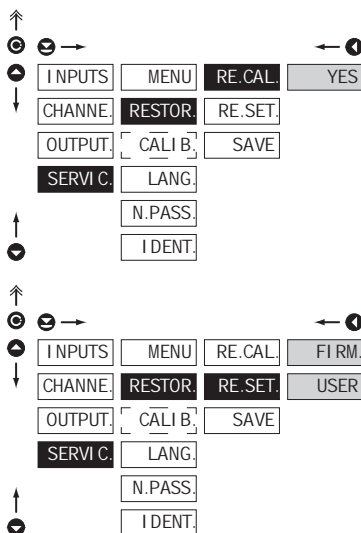 INPUTS MENU RE.CAL. YES
CHANNE. RESTOR. RE.SET.
OUTPUT. CALIB. SAVE
SERVIC. LANG.
N.PASS.
IDENT.
INPUTS MENU RE.CAL. FIRM.
CHANNE. RESTOR. RE.SET. USER
OUTPUT. CALIB. SAVE
SERVIC. LANG.
N.PASS.
IDENT.